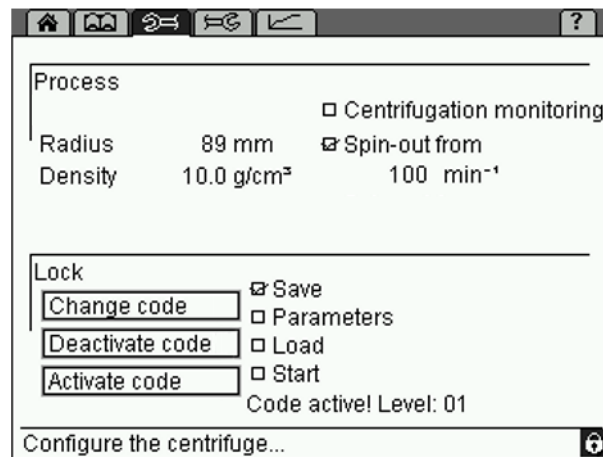 ?
Process
Centrifugation monitoring
Radius 89 mm Spin-out from
Density 10.0 g/cm³ 100 min⁻¹
Lock
Change code
Deactivate code
Activate code
Save
Parameters
Load
Start
Code active! Level: 01
Configure the centrifuge...